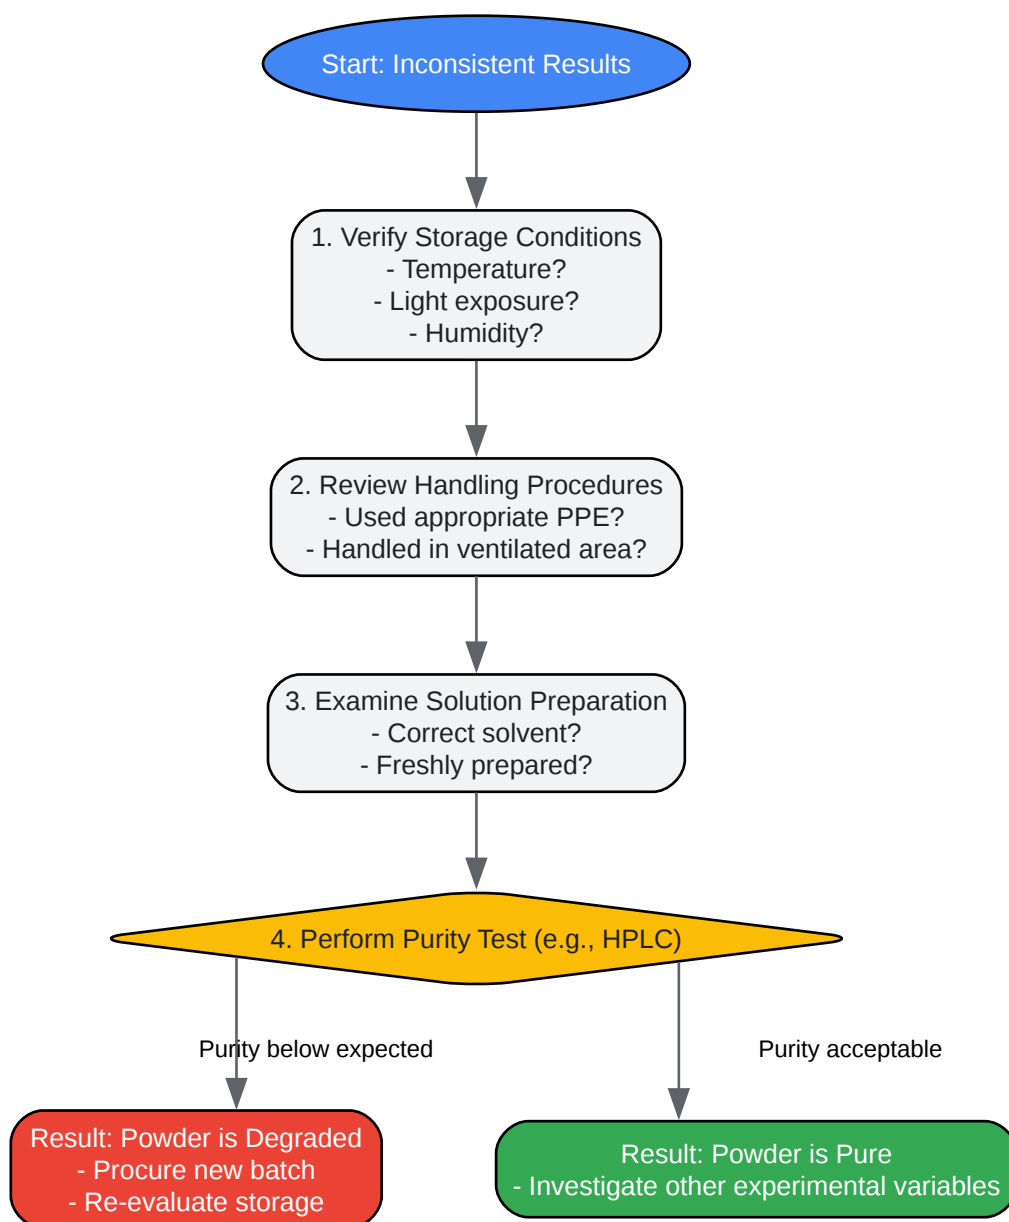 Start: Inconsistent Results
1. Verify Storage Conditions
- Temperature?
- Light exposure?
- Humidity?
2. Review Handling Procedures
- Used appropriate PPE?
- Handled in ventilated area?
3. Examine Solution Preparation
- Correct solvent?
- Freshly prepared?
4. Perform Purity Test (e.g., HPLC)
Purity below expected
Purity acceptable
Result: Powder is Degraded
- Procure new batch
- Re-evaluate storage
Result: Powder is Pure
- Investigate other experimental variables